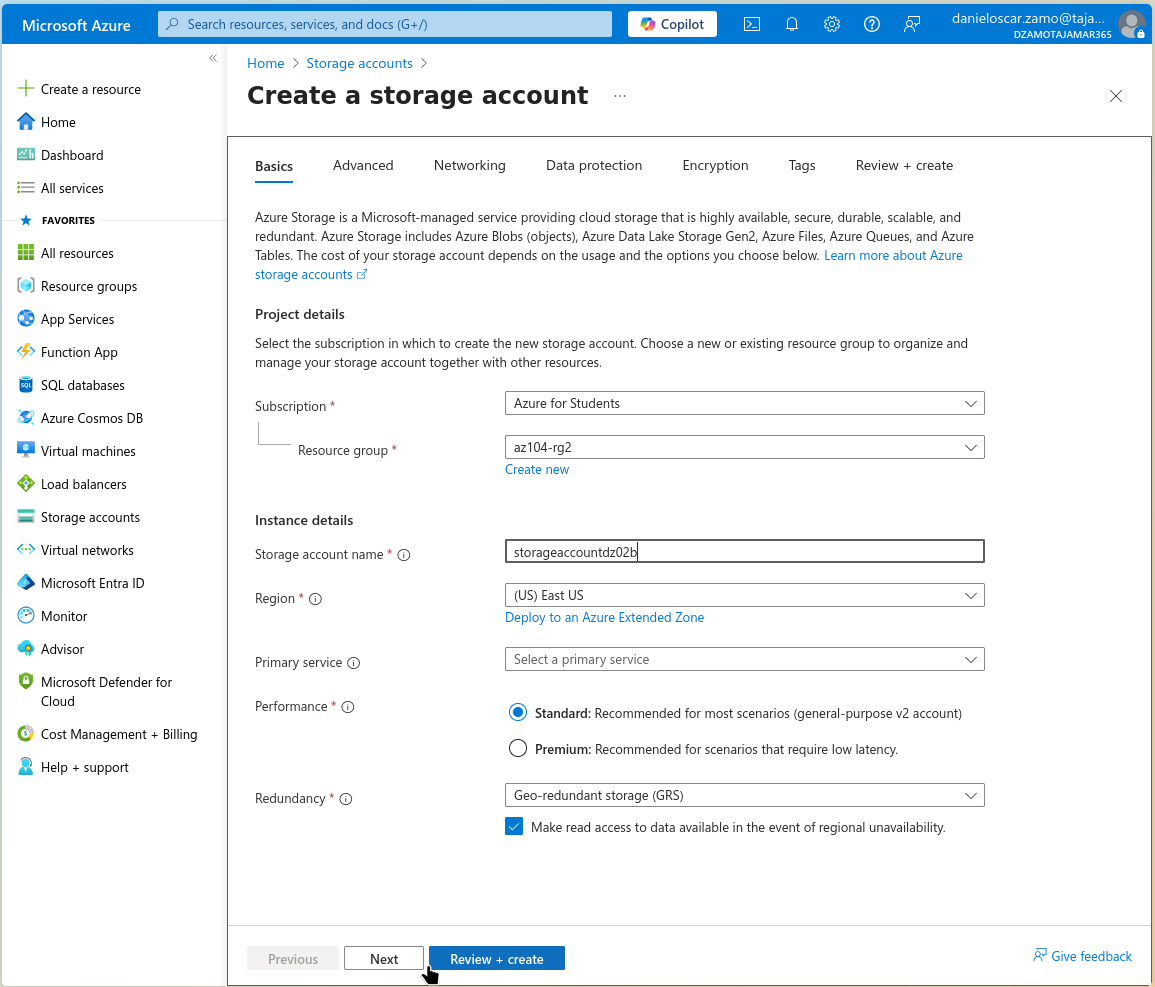 Microsoft Azure
Search resources, services, and docs (G+/)
Copilot
danieloscar.zamo@taja...
DZAMOTAJAMAR365
Create a resource
Home
Dashboard
All services
FAVORITES
All resources
Resource groups
App Services
Function App
SQL databases
Azure Cosmos DB
Virtual machines
Load balancers
Storage accounts
Virtual networks
Microsoft Entra ID
Monitor
Advisor
Microsoft Defender for
Cloud
Cost Management + Billing
Help + support
Home > Storage accounts >
Create a storage account ...
Basics Advanced Networking Data protection Encryption Tags Review + create
Azure Storage is a Microsoft-managed service providing cloud storage that is highly available, secure, durable, scalable, and
redundant. Azure Storage includes Azure Blobs (objects), Azure Data Lake Storage Gen2, Azure Files, Azure Queues, and Azure
Tables. The cost of your storage account depends on the usage and the options you choose below. Learn more about Azure
storage accounts
Project details
Select the subscription in which to create the new storage account. Choose a new or existing resource group to organize and
manage your storage account together with other resources.
Subscription * Azure for Students
Resource group * az104-rg2
Create new
Instance details
Storage account name * storageaccountdz02b
Region * (US) East US
Deploy to an Azure Extended Zone
Primary service Select a primary service
Performance * Standard: Recommended for most scenarios (general-purpose v2 account)
Premium: Recommended for scenarios that require low latency.
Redundancy * Geo-redundant storage (GRS)
Make read access to data available in the event of regional unavailability.
Previous Next Review + create Give feedback